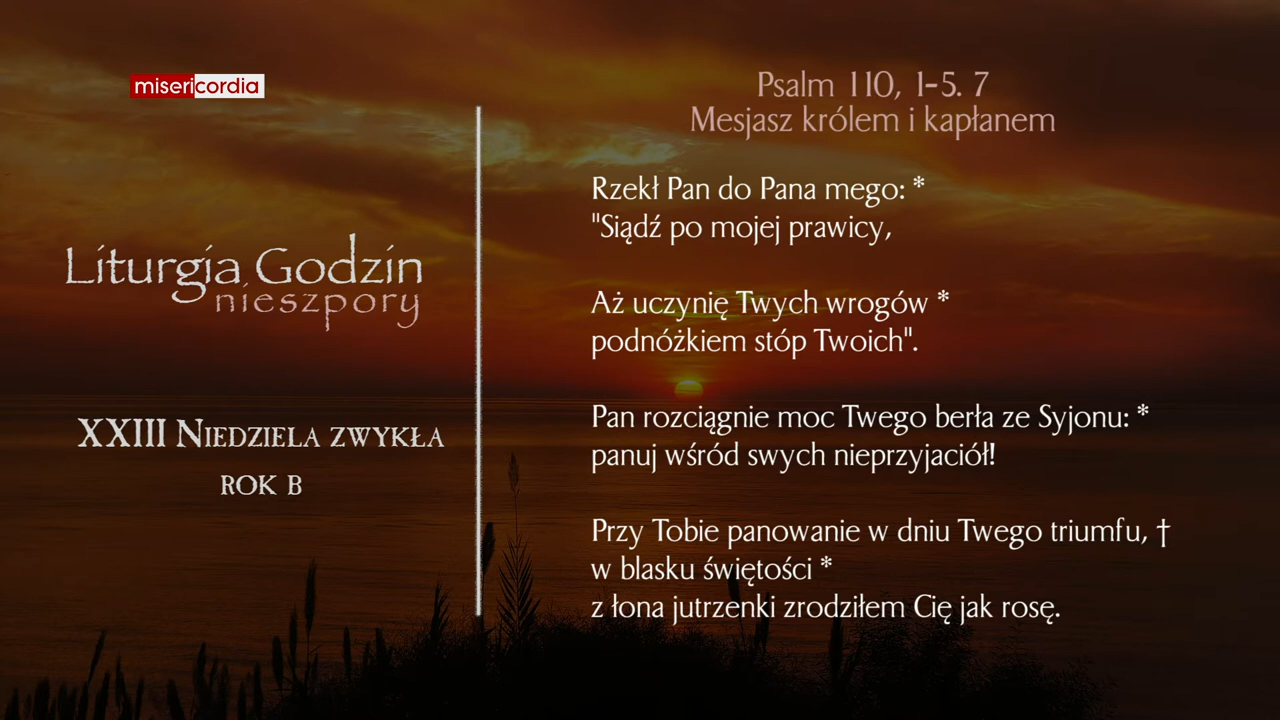 misericordia
Liturgia Godzin
nieszpory
XXIII Niedziela zwykła
rok B
Psalm 110, 1-5. 7
Mesjasz królem i kapłanem
Rzekł Pan do Pana mego: *
"Siądź po mojej prawicy,
Aż uczynię Twych wrogów *
podnóżkiem stóp Twoich".
Pan rozciągnie moc Twego berła ze Syjonu: *
panuj wśród swych nieprzyjaciół!
Przy Tobie panowanie w dniu Twego triumfu, †
w blasku świętości *
z łona jutrzenki zrodziłem Cię jak rosę.